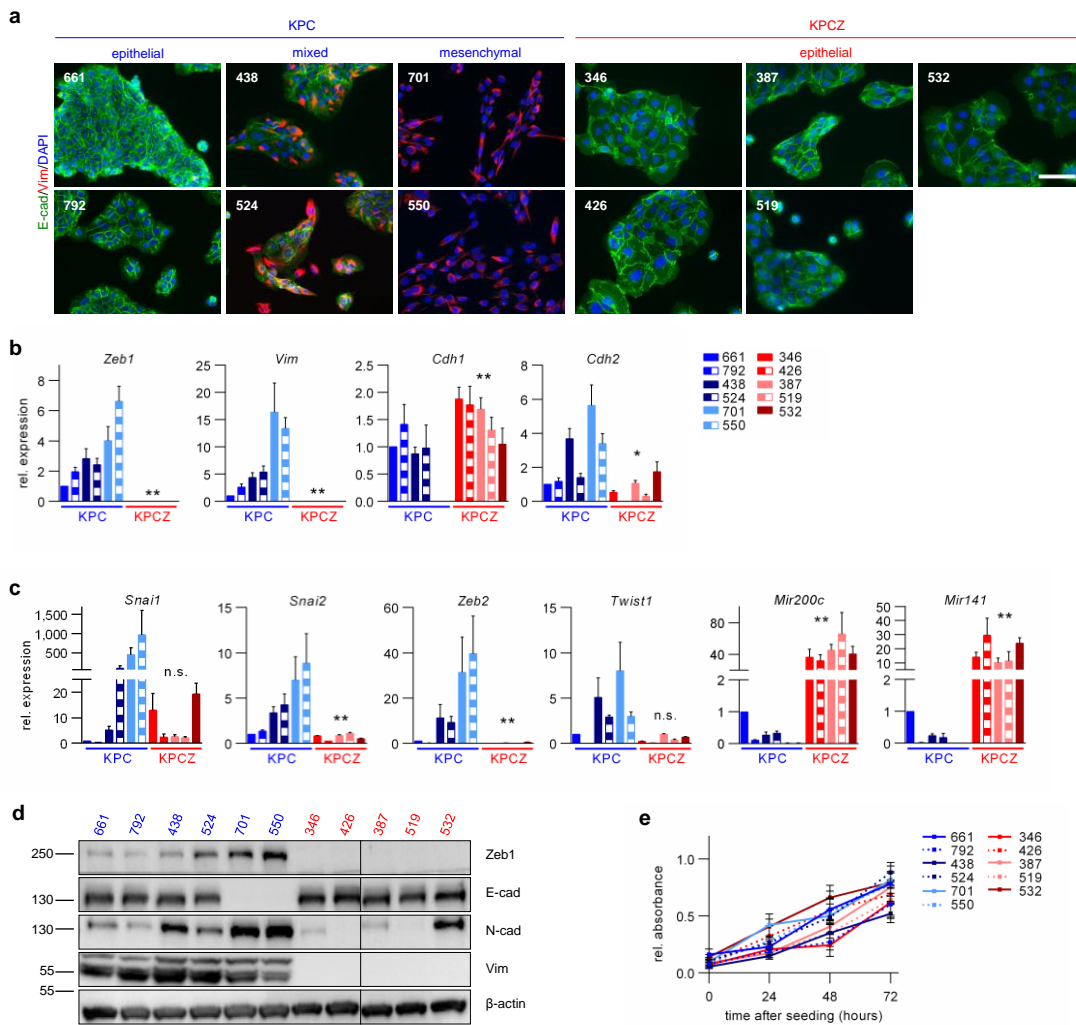 a
KPC
KPCZ
epithelial
mixed
mesenchymal
epithelial
E-cad/Vim/DAPI
661
438
701
346
387
532
792
524
550
426
519
b
Zeb1
Vim
Cdh1
Cdh2
rel. expression
8
6
4
2
0
**
KPC
KPCZ
25
20
15
10
5
0
**
KPC
KPCZ
2.5
2.0
1.5
1.0
0.5
0.0
**
KPC
KPCZ
8
6
4
2
0
*
KPC
KPCZ
661
792
438
524
701
550
346
426
387
519
532
c
Snai1
Snai2
Zeb2
Twist1
Mir200c
Mir141
rel. expression
1,500
1,000
500
20
10
0
n.s.
KPC
KPCZ
15
10
5
0
**
KPC
KPCZ
60
40
20
0
**
KPC
KPCZ
15
10
5
0
n.s.
KPC
KPCZ
80
40
2
1
0
**
KPC
KPCZ
50
40
30
20
10
2
1
0
**
KPC
KPCZ
d
661
792
438
524
701
550
346
426
387
519
532
250
Zeb1
130
E-cad
130
N-cad
55
Vim
55
β-actin
e
rel. absorbance
1.0
0.5
0.0
0
24
48
72
time after seeding (hours)
661
792
438
524
701
550
346
426
387
519
532